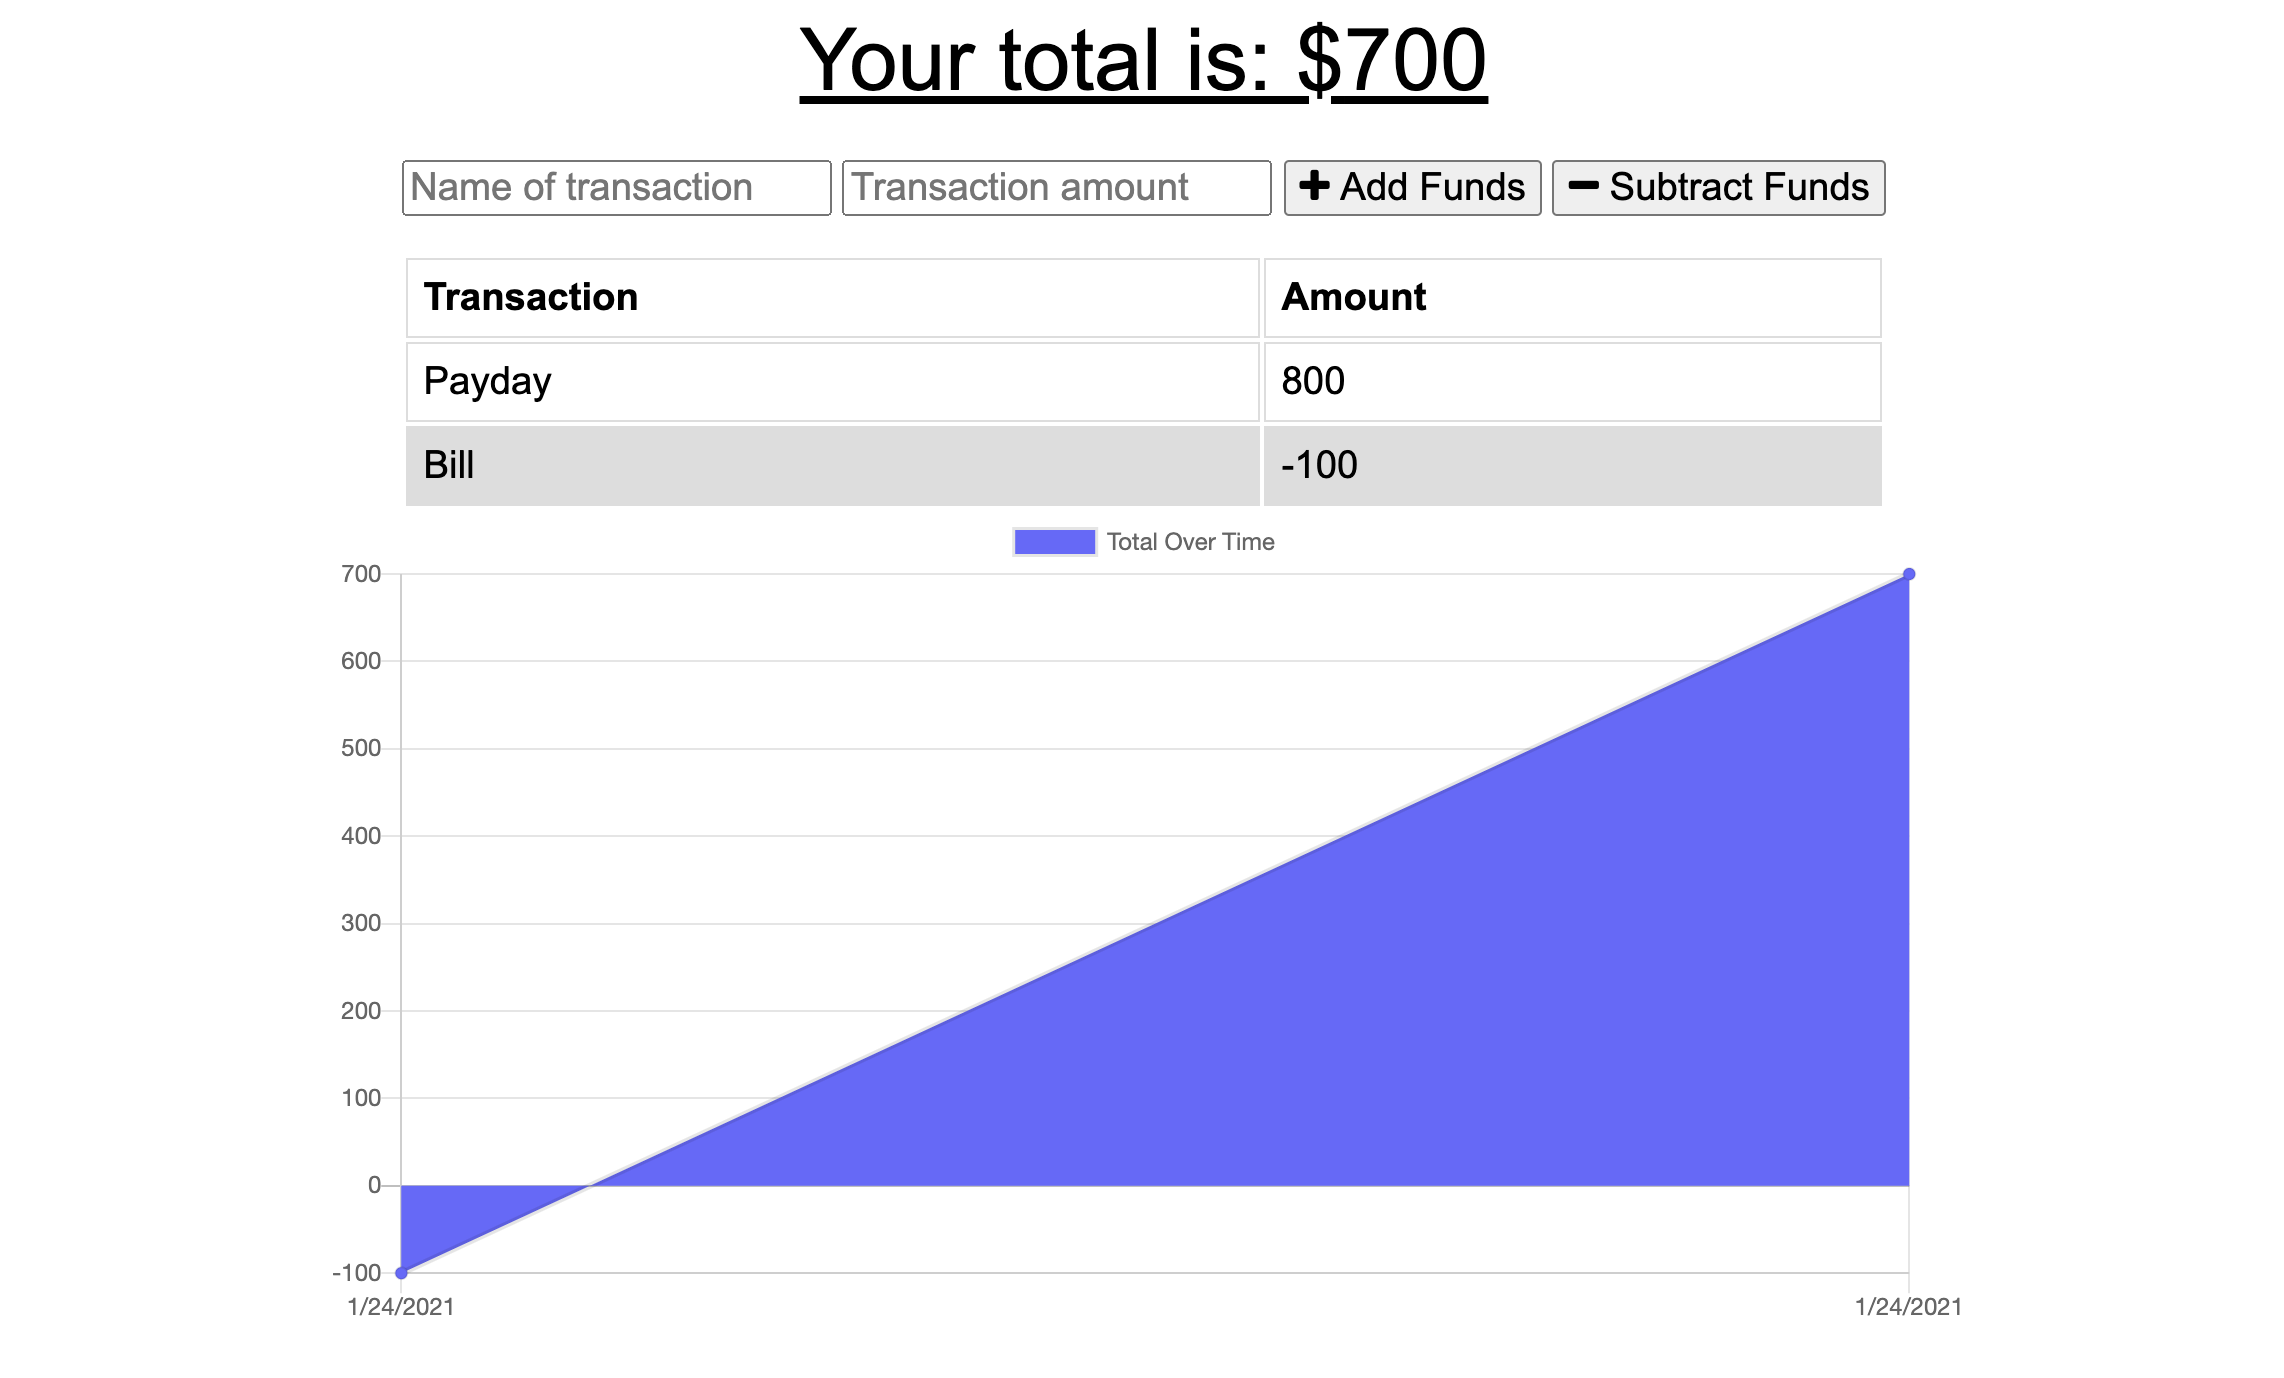 Your total is: $700
Name of transaction Transaction amount Add Funds Subtract Funds
Transaction Amount
Payday 800
Bill -100
Total Over Time
700
600
500
400
300
200
100
0
-100
1/24/2021 1/24/2021